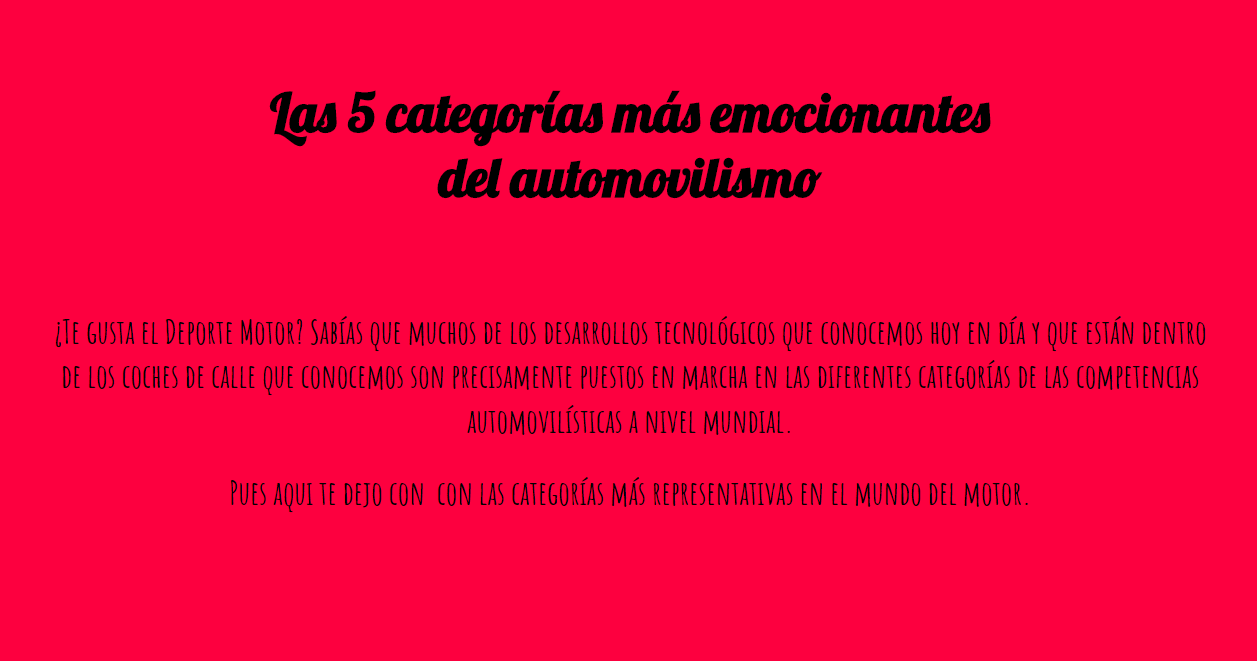 Las 5 categorías más emocionantes
del automovilismo
¿Te gusta el Deporte Motor? Sabías que muchos de los desarrollos tecnológicos que conocemos hoy en día y que están dentro
de los coches de calle que conocemos son precisamente puestos en marcha en las diferentes categorías de las competencias
automovilísticas a nivel mundial.
Pues aqui te dejo con  con las categorías más representativas en el mundo del motor.